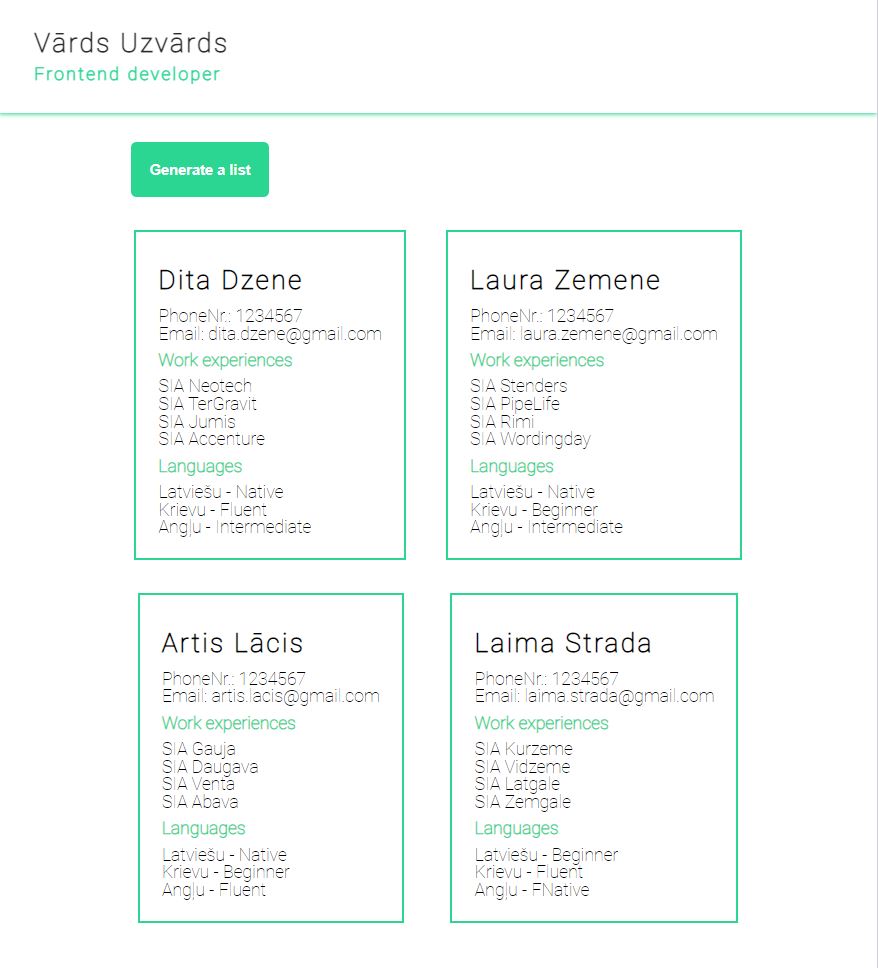 Vārds Uzvārds
Frontend developer
Generate a list
Dita Dzene
PhoneNr.: 1234567
Email: dita.dzene@gmail.com
Work experiences
SIA Neotech
SIA TerGravit
SIA Jumis
SIA Accenture
Languages
Latviešu - Native
Krievu - Fluent
Angļu - Intermediate
Laura Zemene
PhoneNr.: 1234567
Email: laura.zemene@gmail.com
Work experiences
SIA Stenders
SIA PipeLife
SIA Rimi
SIA Wordingday
Languages
Latviešu - Native
Krievu - Beginner
Angļu - Intermediate
Artis Lācis
PhoneNr.: 1234567
Email: artis.lacis@gmail.com
Work experiences
SIA Gauja
SIA Daugava
SIA Venta
SIA Abava
Languages
Latviešu - Native
Krievu - Beginner
Angļu - Fluent
Laima Strada
PhoneNr.: 1234567
Email: laima.strada@gmail.com
Work experiences
SIA Kurzeme
SIA Vidzeme
SIA Latgale
SIA Zemgale
Languages
Latviešu - Beginner
Krievu - Fluent
Angļu - FNative